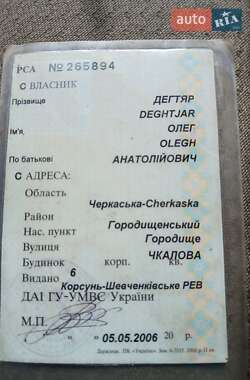 auto RIA.com
РСА № 265894
С ВЛАСНИК
Прізвище ДЕГТЯР
DEGHTJAR
Ім'я, ОЛЕГ
OLEGH
По батькові АНАТОЛІЙОВИЧ
С АДРЕСА:
Область Черкаська-Cherkaska
Район Городищенський
Нас. пункт Городище
Вулиця ЧКАЛОВА
Будинок 6 корп. кв.
Видано Корсунь-Шевченківське РЕВ
ДАІ ГУ-УМВС України
М.П.
« » 05.05.2006 20 р.